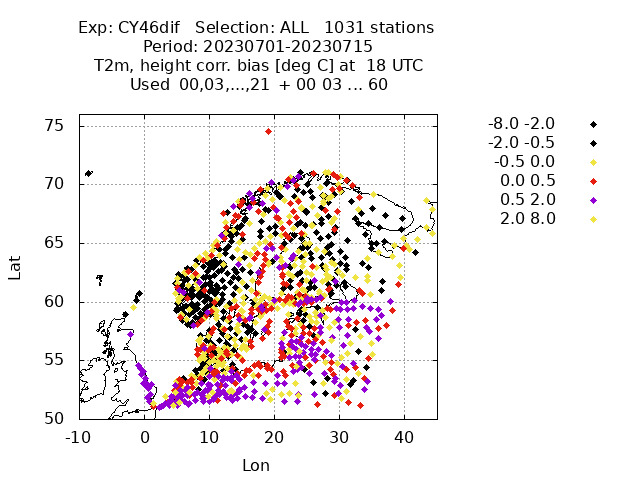 Exp: CY46dif   Selection: ALL   1031 stations
Period: 20230701-20230715
T2m, height corr. bias [deg C] at  18 UTC
Used  00,03,...,21  + 00 03 ... 60
-8.0 -2.0
-2.0 -0.5
-0.5 0.0
0.0 0.5
0.5 2.0
2.0 8.0
75
70
65
60
55
50
Lat
-10 0 10 20 30 40
Lon